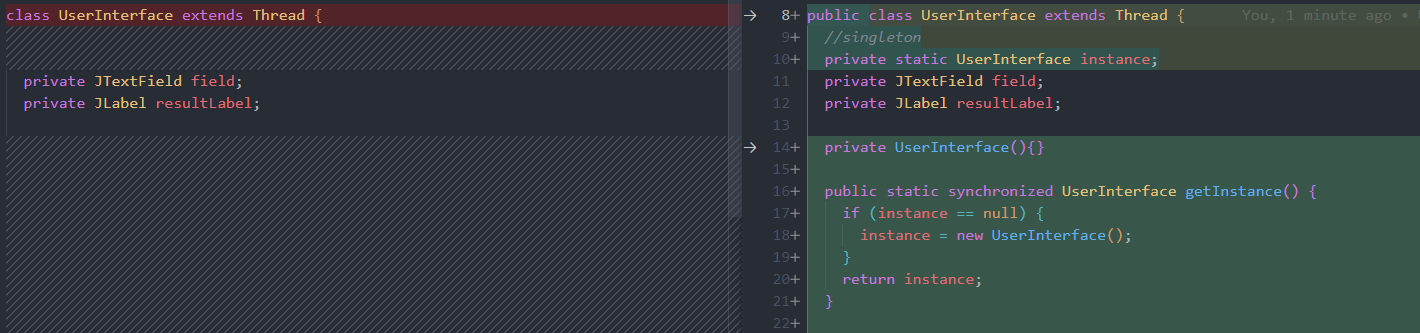 class UserInterface extends Thread {
private JTextField field;
private JLabel resultLabel;
8+ public class UserInterface extends Thread { You, 1 minute ago •
9+ //singleton
10+ private static UserInterface instance;
11 private JTextField field;
12 private JLabel resultLabel;
13
14+ private UserInterface(){}
15+
16+ public static synchronized UserInterface getInstance() {
17+ if (instance == null) {
18+ instance = new UserInterface();
19+ }
20+ return instance;
21+ }
22+